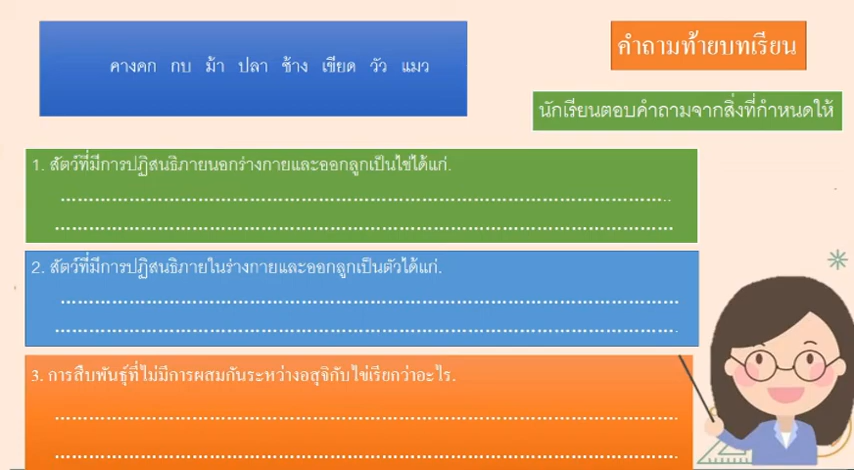 คำถามท้ายบทเรียน
คางคก กบ ม้า ปลา ช้าง เขียด วัว แมว
นักเรียนตอบคำถามจากสิ่งที่กำหนดให้
1. สัตว์ที่มีการปฏิสนธิภายนอกร่างกายและออกลูกเป็นไข่ได้แก่.
2. สัตว์ที่มีการปฏิสนธิภายในร่างกายและออกลูกเป็นตัวได้แก่.
3. การสืบพันธุ์ที่ไม่มีการผสมกันระหว่างอสุจิกับไข่เรียกว่าอะไร.